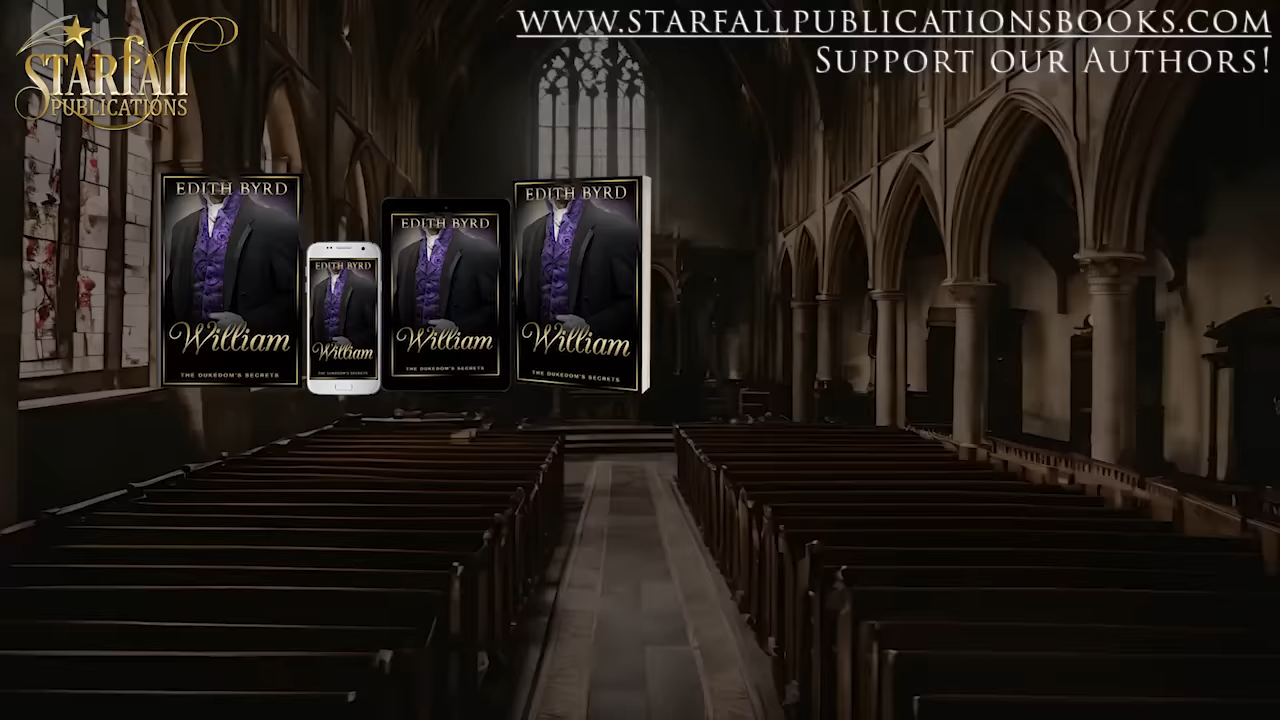 WWW.STARFALLPUBLICATIONSBOOKS.COM
SUPPORT OUR AUTHORS!
STARfall
PUBLICATIONS
EDITH BYRD
William
THE DUKEDOM'S SECRETS
EDITH BYRD
William
THE DUKEDOM'S SECRETS
EDITH BYRD
William
THE DUKEDOM'S SECRETS
EDITH BYRD
William
THE DUKEDOM'S SECRETS